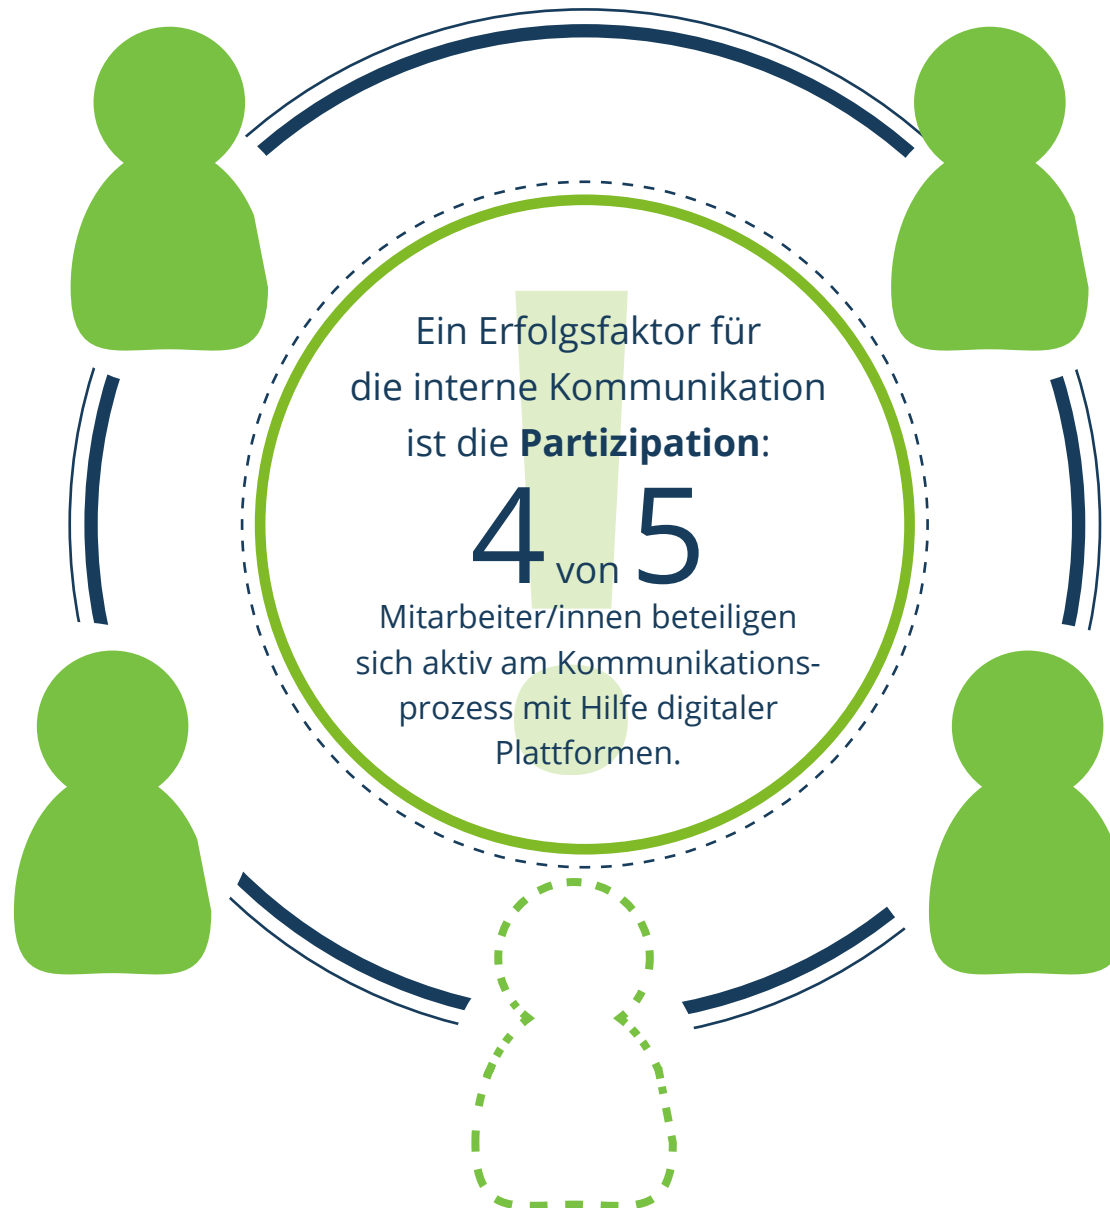 Ein Erfolgsfaktor für
die interne Kommunikation
ist die Partizipation:
4 von 5
Mitarbeiter/innen beteiligen
sich aktiv am Kommunikations-
prozess mit Hilfe digitaler
Plattformen.